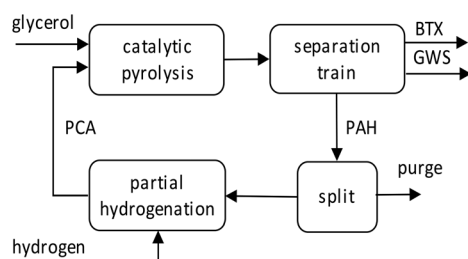 glycerol
catalytic
pyrolysis
separation
train
BTX
GWS
PCA
PAH
partial
hydrogenation
split
purge
hydrogen